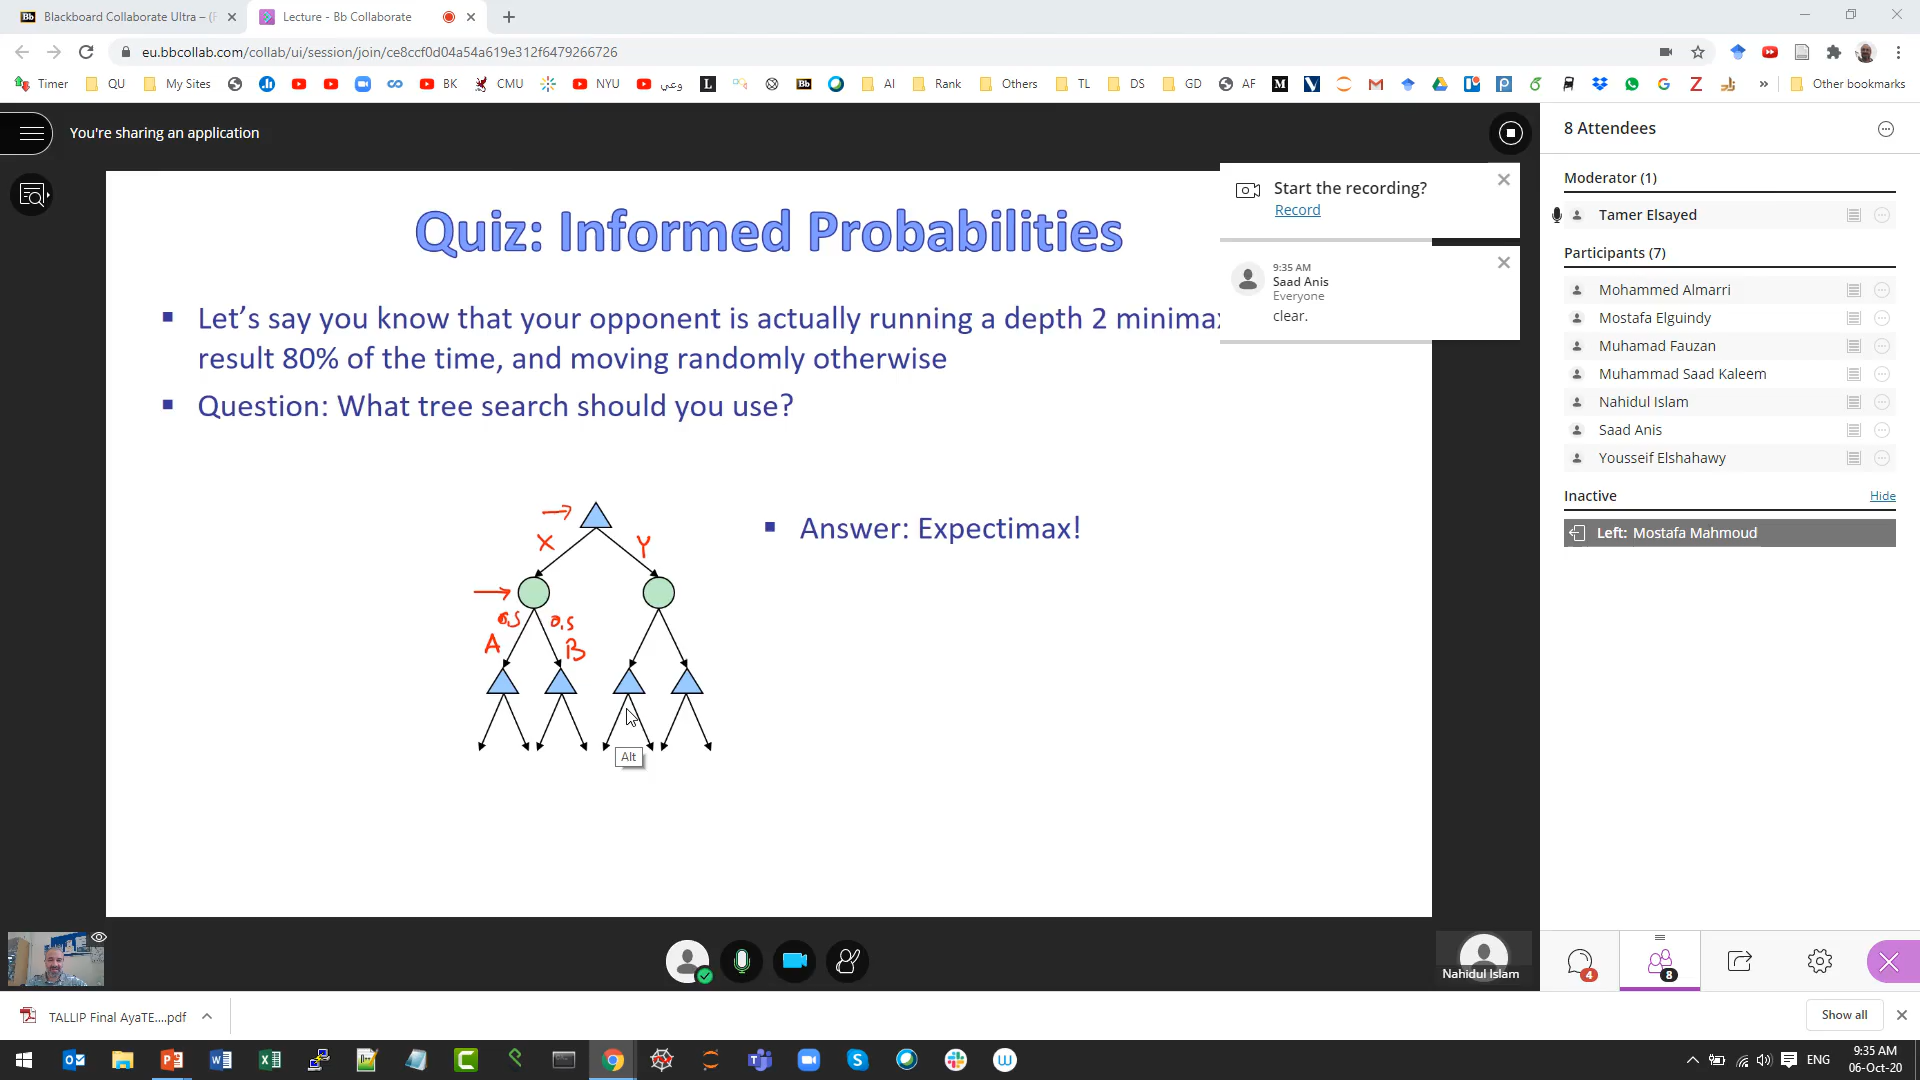 Blackboard Collaborate Ultra – (F
Lecture - Bb Collaborate
eu.bbcollab.com/collab/ui/session/join/ce8ccf0d04a54a619e312f6479266726
Timer
QU
My Sites
BK
CMU
NYU
وعي
L
Bb
AI
Rank
Others
TL
DS
GD
AF
M
Other bookmarks
You're sharing an application
Start the recording?
Record
9:35 AM
Saad Anis
Everyone
clear.
Quiz: Informed Probabilities
Let's say you know that your opponent is actually running a depth 2 minimax
result 80% of the time, and moving randomly otherwise
Question: What tree search should you use?
Answer: Expectimax!
X
Y
0.5
0.5
A
B
Alt
8 Attendees
Moderator (1)
Tamer Elsayed
Participants (7)
Mohammed Almarri
Mostafa Elguindy
Muhamad Fauzan
Muhammad Saad Kaleem
Nahidul Islam
Saad Anis
Yousseif Elshahawy
Inactive
Hide
Left: Mostafa Mahmoud
Nahidul Islam
4
8
TALLIP Final AyaTE....pdf
Show all
ENG
9:35 AM
06-Oct-20